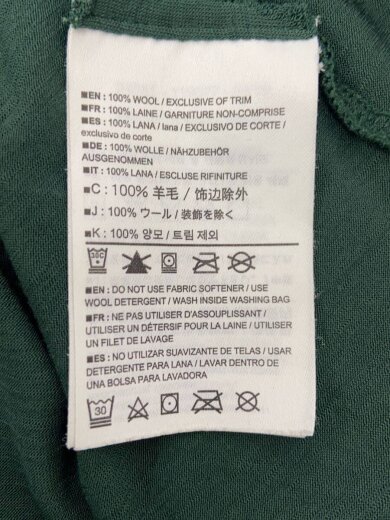 ■EN: 100% WOOL / EXCLUSIVE OF TRIM
■FR: 100% LAINE / GARNITURE NON-COMPRISE
■ES: 100% LANA / lana / EXCLUSIVO DE CORTE /
exclusivo de corte
■DE: 100% WOLLE / NÄHZUBEHÖR
AUSGENOMMEN
■IT: 100% LANA / ESCLUSE RIFINITURE
■C: 100% 羊毛 / 饰边除外
■J: 100% ウール / 装飾を除く
■K: 100% 양모 / 트림 제외
■EN: DO NOT USE FABRIC SOFTENER / USE
WOOL DETERGENT / WASH INSIDE WASHING BAG
■FR: NE PAS UTILISER D'ASSOUPLISSANT /
UTILISER UN DÉTERSIF POUR LA LAINE / UTILISER
UN FILET DE LAVAGE
■ES: NO UTILIZAR SUAVIZANTE DE TELAS / USAR
DETERGENTE PARA LANA / LAVAR DENTRO DE
UNA BOLSA PARA LAVADORA
30